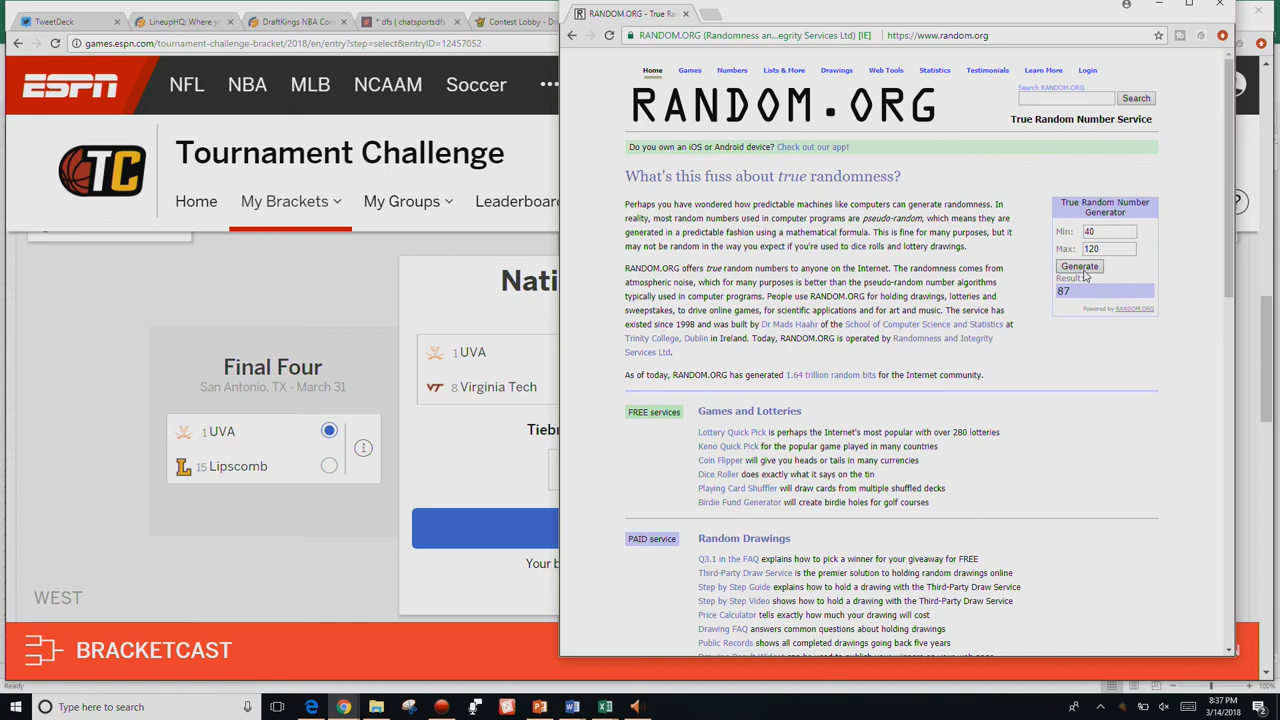 TweetDeck
LineupHQ: Where you
DraftKings NBA Con
* dfs | chatsportsdf
Contest Lobby - Dra
games.espn.com/tournament-challenge-bracket/2018/en/entry?step=select&entryID=12457052
ESPN
NFL
NBA
MLB
NCAAM
Soccer
TC
Tournament Challenge
Home
My Brackets
My Groups
Leaderboard
Final Four
San Antonio, TX - March 31
1 UVA
15 Lipscomb
Nati
1 UVA
8 Virginia Tech
Tieb
Your b
WEST
BRACKETCAST
Ready
100%
RANDOM.ORG - True Ra
RANDOM.ORG (Randomness an...egrity Services Ltd) [IE]
https://www.random.org
Home
Games
Numbers
Lists & More
Drawings
Web Tools
Statistics
Testimonials
Learn More
Login
RANDOM.ORG
Search RANDOM.ORG
Search
True Random Number Service
Do you own an iOS or Android device? Check out our app!
What's this fuss about true randomness?
Perhaps you have wondered how predictable machines like computers can generate randomness. In
reality, most random numbers used in computer programs are pseudo-random, which means they are
generated in a predictable fashion using a mathematical formula. This is fine for many purposes, but it
may not be random in the way you expect if you're used to dice rolls and lottery drawings.
RANDOM.ORG offers true random numbers to anyone on the Internet. The randomness comes from
atmospheric noise, which for many purposes is better than the pseudo-random number algorithms
typically used in computer programs. People use RANDOM.ORG for holding drawings, lotteries and
sweepstakes, to drive online games, for scientific applications and for art and music. The service has
existed since 1998 and was built by Dr Mads Haahr of the School of Computer Science and Statistics at
Trinity College, Dublin in Ireland. Today, RANDOM.ORG is operated by Randomness and Integrity
Services Ltd.
As of today, RANDOM.ORG has generated 1.64 trillion random bits for the Internet community.
True Random Number
Generator
Min: 40
Max: 120
Generate
Result:
87
Powered by RANDOM.ORG
FREE services
Games and Lotteries
Lottery Quick Pick is perhaps the Internet's most popular with over 280 lotteries
Keno Quick Pick for the popular game played in many countries
Coin Flipper will give you heads or tails in many currencies
Dice Roller does exactly what it says on the tin
Playing Card Shuffler will draw cards from multiple shuffled decks
Birdie Fund Generator will create birdie holes for golf courses
PAID service
Random Drawings
Q3.1 in the FAQ explains how to pick a winner for your giveaway for FREE
Third-Party Draw Service is the premier solution to holding random drawings online
Step by Step Guide explains how to hold a drawing with the Third-Party Draw Service
Step by Step Video shows how to hold a drawing with the Third-Party Draw Service
Price Calculator tells exactly how much your drawing will cost
Drawing FAQ answers common questions about holding drawings
Public Records shows all completed drawings going back five years
Type here to search
8:37 PM
3/14/2018